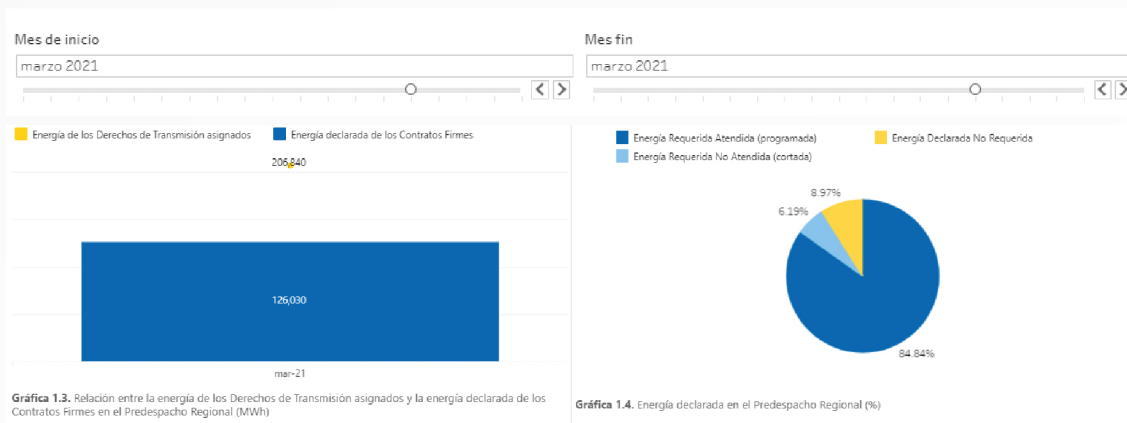 Mes de inicio
marzo 2021
Mes fin
marzo 2021
Energía de los Derechos de Transmisión asignados
Energía declarada de los Contratos Firmes
206,840
126,030
mar-21
Gráfica 1.3. Relación entre la energía de los Derechos de Transmisión asignados y la energía declarada de los
Contratos Firmes en el Predespacho Regional (MWh)
Energía Requerida Atendida (programada)
Energía Declarada No Requerida
Energía Requerida No Atendida (cortada)
8.97%
6.19%
84.84%
Gráfica 1.4. Energía declarada en el Predespacho Regional (%)